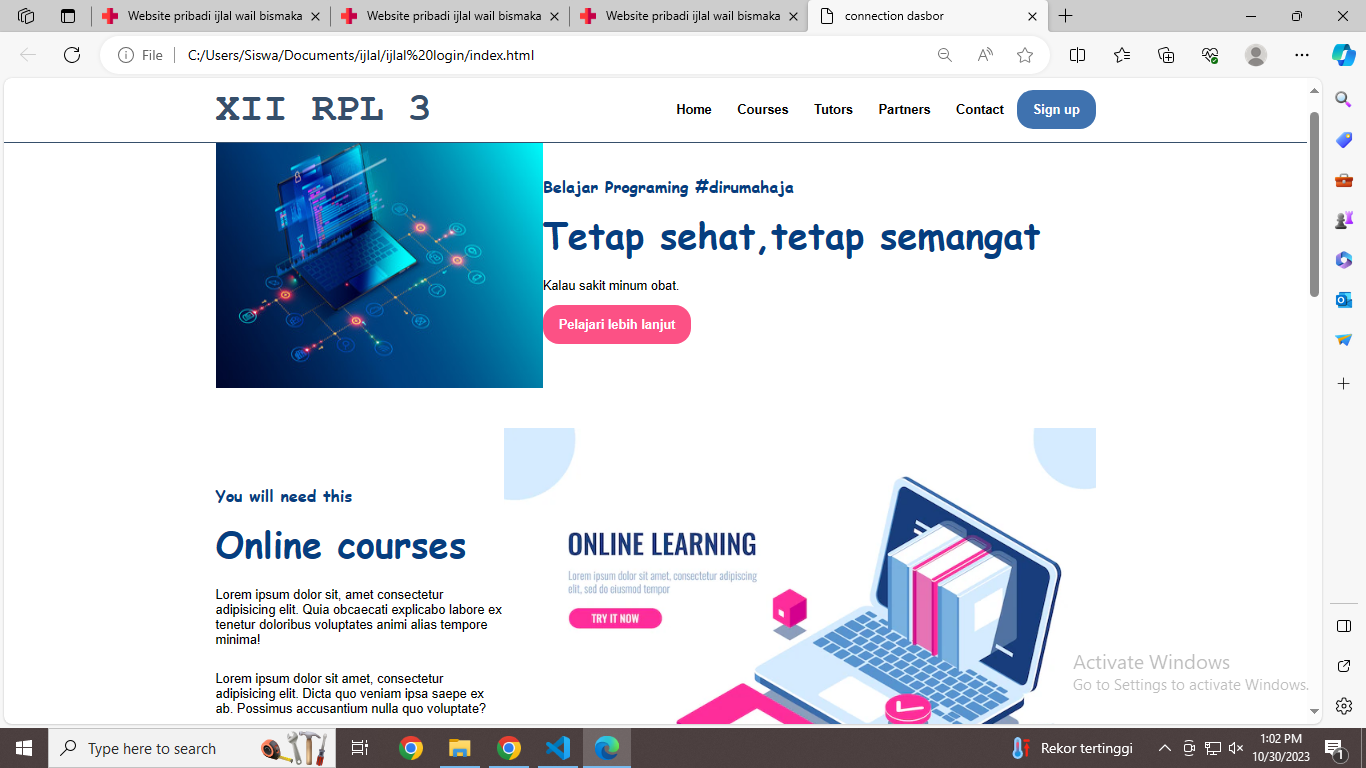 Website pribadi ijlal wail bismaka
Website pribadi ijlal wail bismaka
Website pribadi ijlal wail bismaka
connection dasbor
File
C:/Users/Siswa/Documents/ijlal/ijlal%20login/index.html
XII RPL 3
Home
Courses
Tutors
Partners
Contact
Sign up
Belajar Programing #dirumahaja
Tetap sehat,tetap semangat
Kalau sakit minum obat.
Pelajari lebih lanjut
You will need this
Online courses
Lorem ipsum dolor sit, amet consectetur
adipisicing elit. Quia obcaecati explicabo labore ex
tenetur doloribus voluptates animi alias tempore
minima!
Lorem ipsum dolor sit amet, consectetur
adipisicing elit. Dicta quo veniam ipsa saepe ex
ab. Possimus accusantium nulla quo voluptate?
ONLINE LEARNING
Lorem ipsum dolor sit amet, consectetur adipiscing
elit, sed do eiusmod tempor
TRY IT NOW
Activate Windows
Go to Settings to activate Windows.
Type here to search
Rekor tertinggi
1:02 PM
10/30/2023
1